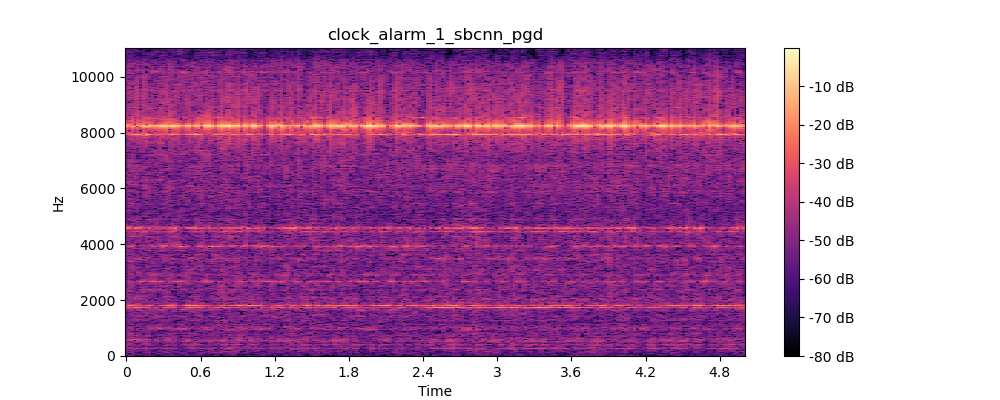 clock_alarm_1_sbcnn_pgd
10000
8000
6000
4000
2000
0
Hz
0 0.6 1.2 1.8 2.4 3 3.6 4.2 4.8
Time
-10 dB
-20 dB
-30 dB
-40 dB
-50 dB
-60 dB
-70 dB
-80 dB